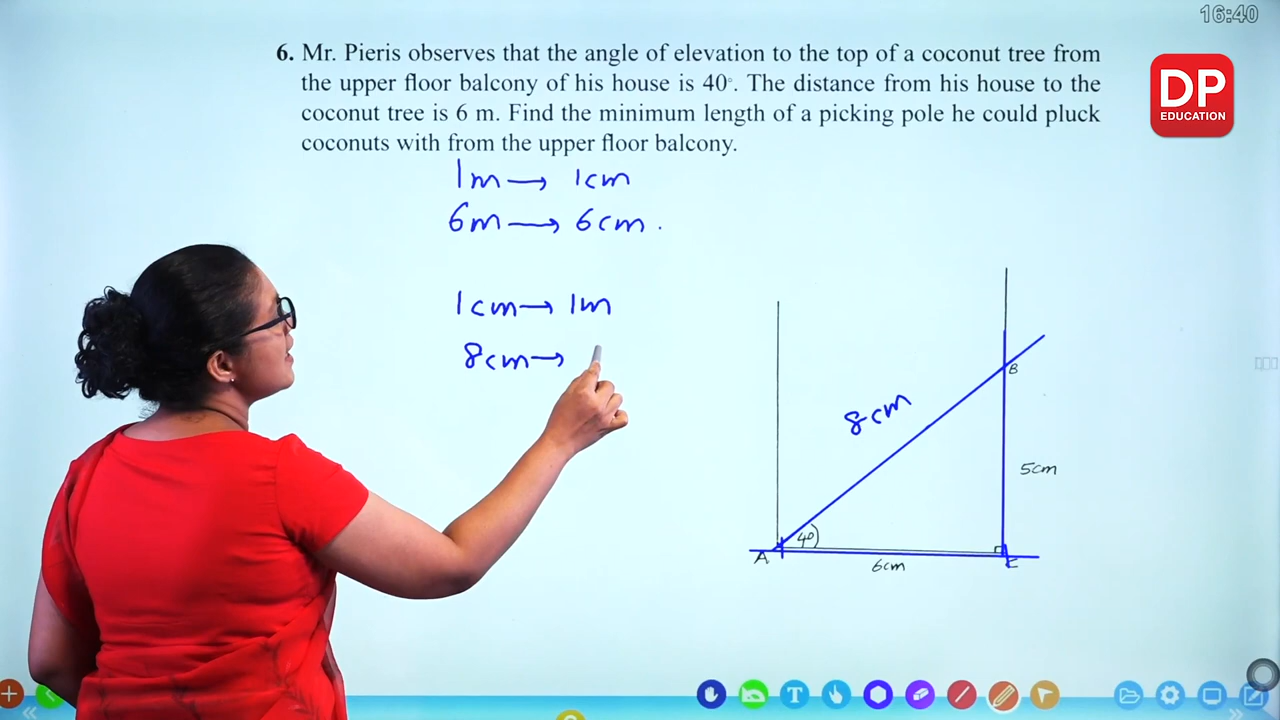 16:40
6. Mr. Pieris observes that the angle of elevation to the top of a coconut tree from
the upper floor balcony of his house is 40°. The distance from his house to the
coconut tree is 6 m. Find the minimum length of a picking pole he could pluck
coconuts with from the upper floor balcony.
DP
EDUCATION
1m → 1cm
6m → 6cm.
1cm → 1m
8cm →
B
8cm
5cm
40
A
6cm
C
T